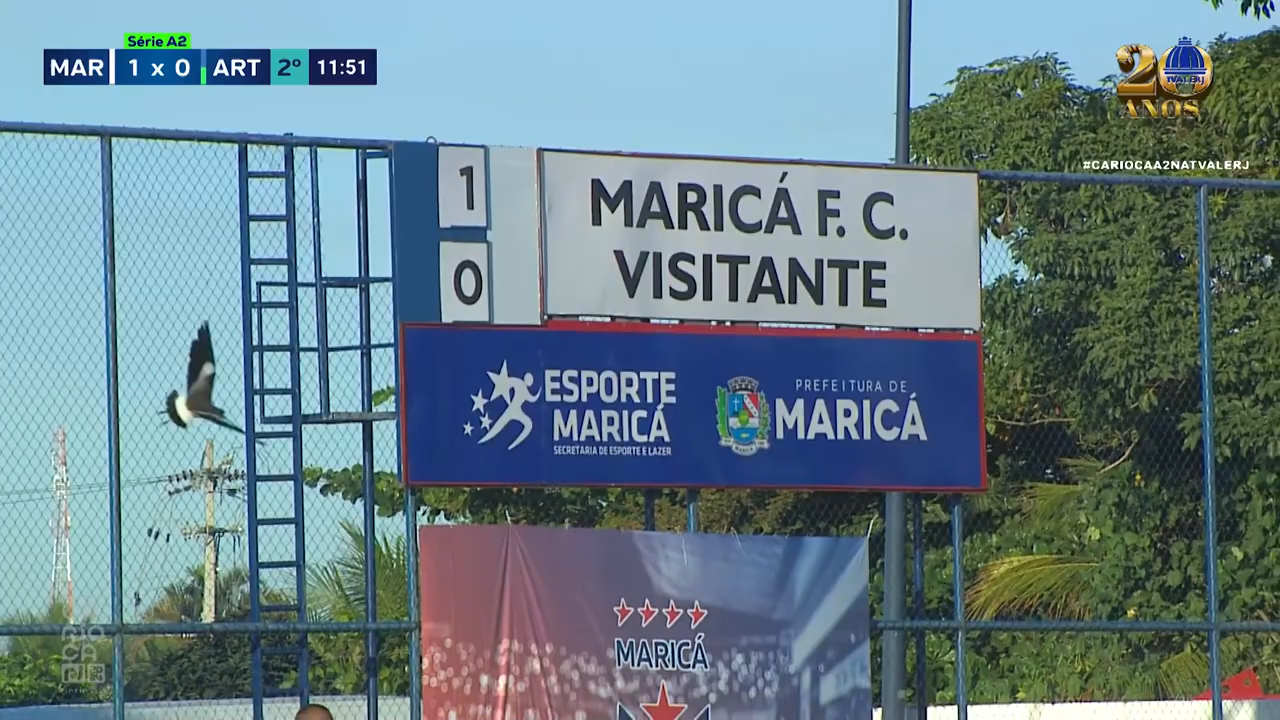 Série A2
MAR 1 x 0 ART 2º 11:51
20
TVALERJ
ANOS
#CARIOCAA2NATVALERJ
1 MARICÁ F. C.
0 VISITANTE
ESPORTE
MARICÁ
SECRETARIA DE ESPORTE E LAZER
PREFEITURA DE
MARICÁ
MARICÁ